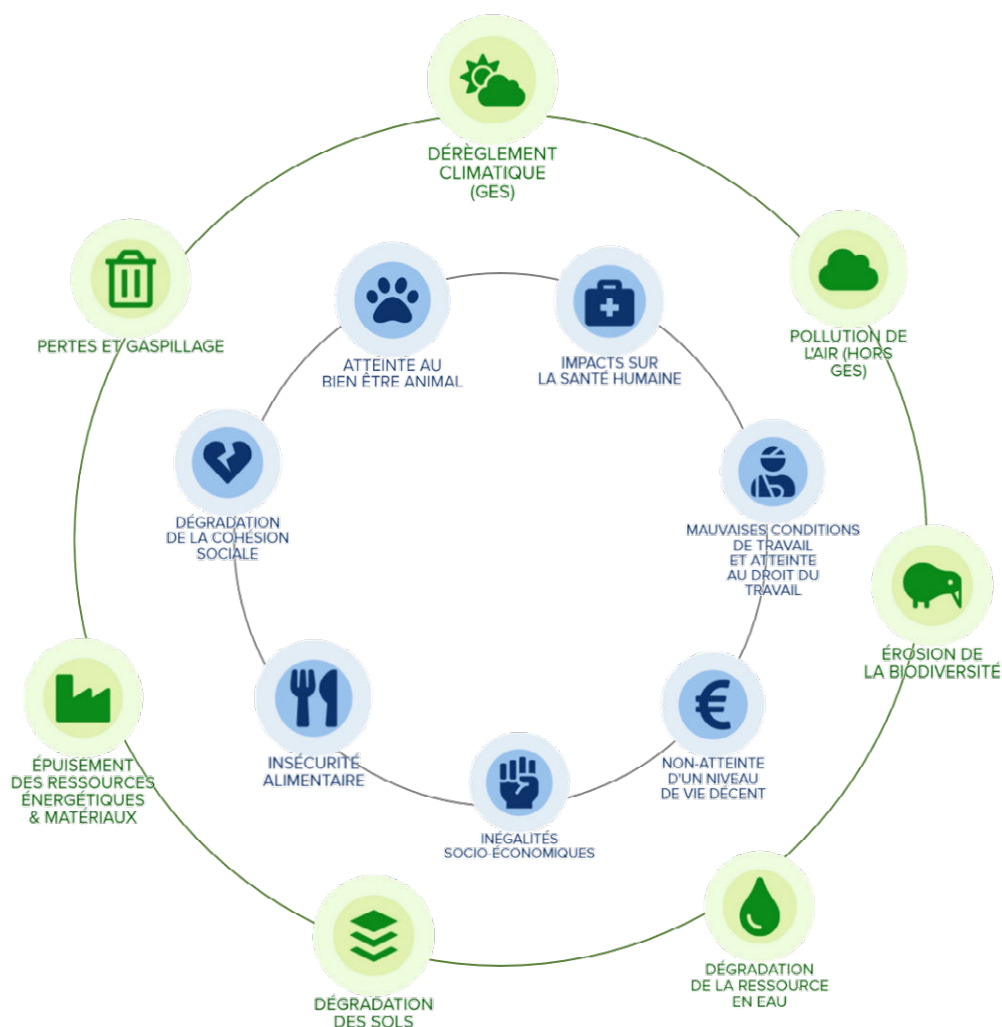 DÉRÈGLEMENT
CLIMATIQUE
(GES)
PERTES ET GASPILLAGE
POLLUTION DE
L'AIR (HORS
GES)
ATTEINTE AU
BIEN ÊTRE ANIMAL
IMPACTS SUR
LA SANTÉ HUMAINE
DÉGRADATION
DE LA COHÉSION
SOCIALE
MAUVAISES CONDITIONS
DE TRAVAIL
ET ATTEINTE
AU DROIT DU
TRAVAIL
ÉROSION DE
LA BIODIVERSITÉ
ÉPUISEMENT
DES RESSOURCES
ÉNERGÉTIQUES
& MATÉRIAUX
INSÉCURITÉ
ALIMENTAIRE
€
NON-ATTEINTE
D'UN NIVEAU
DE VIE DÉCENT
INÉGALITÉS
SOCIO-ÉCONOMIQUES
DÉGRADATION
DES SOLS
DÉGRADATION
DE LA RESSOURCE
EN EAU